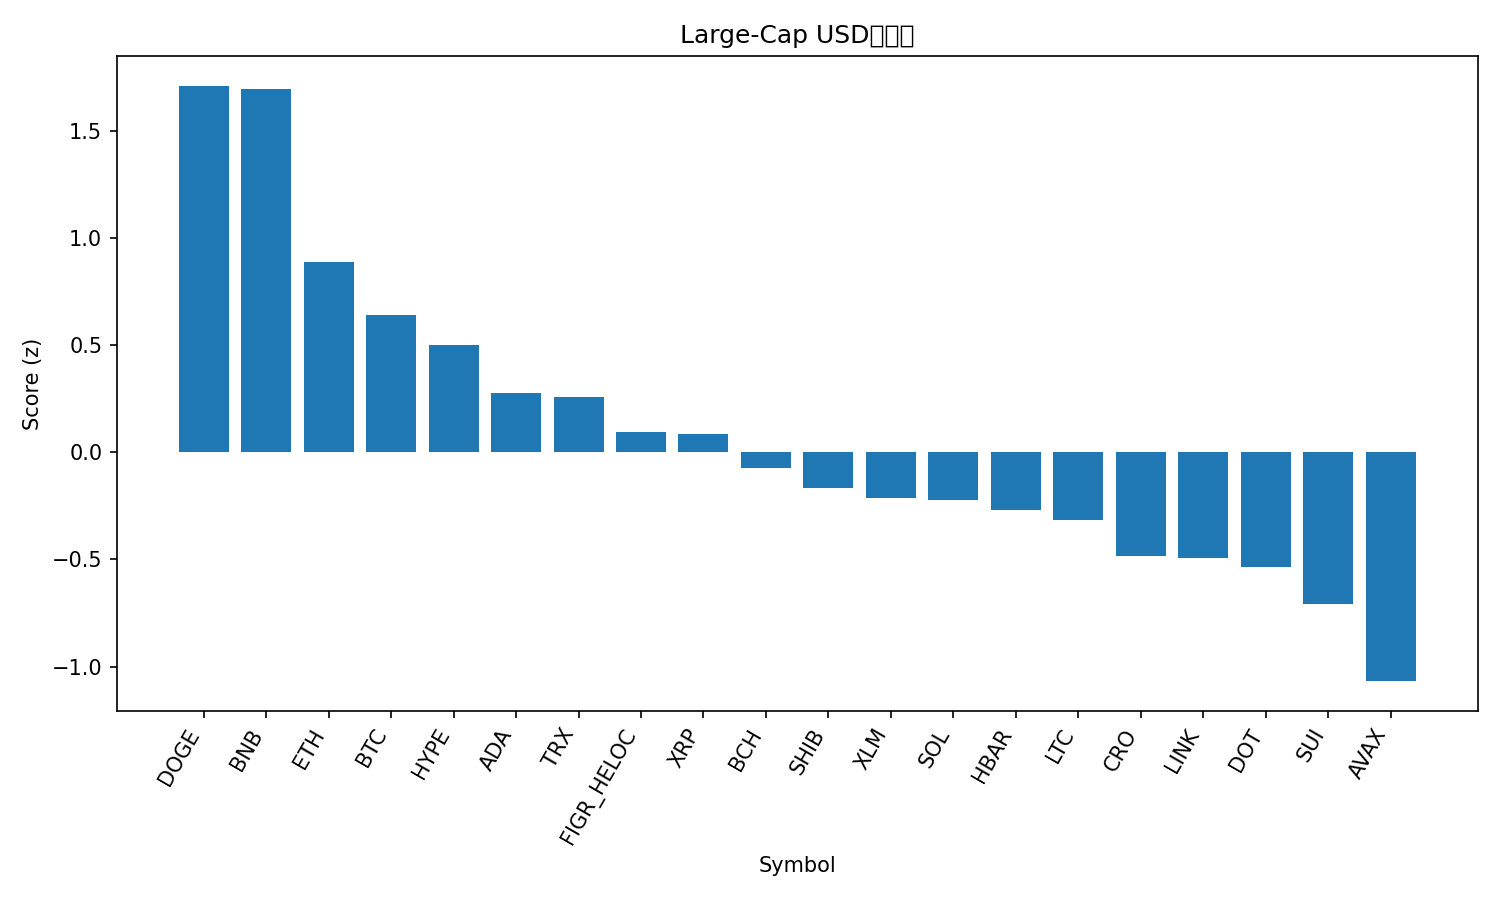 Large-Cap USD
Score (z)
1.5
1.0
0.5
0.0
−0.5
−1.0
DOGE
BNB
ETH
BTC
HYPE
ADA
TRX
FIGR_HELOC
XRP
BCH
SHIB
XLM
SOL
HBAR
LTC
CRO
LINK
DOT
SUI
AVAX
Symbol